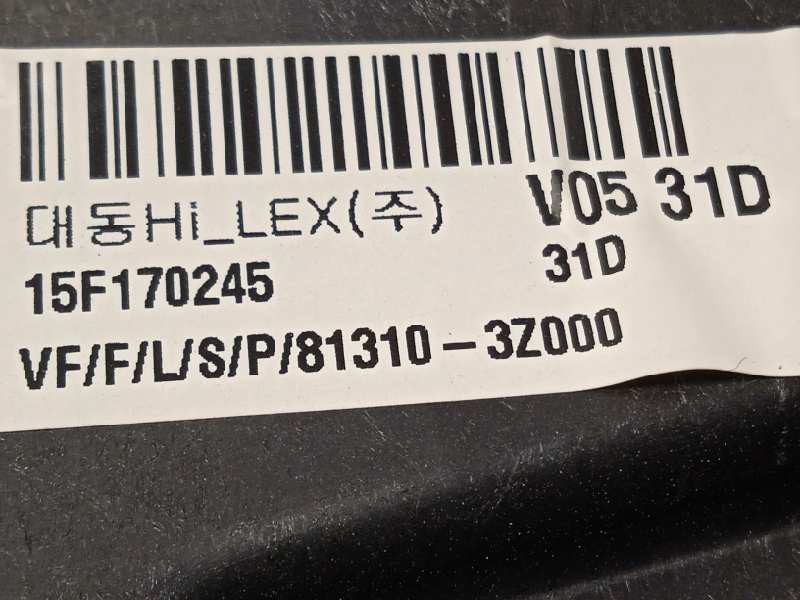 대동Hi_LEX(주) V05 31D
15F170245 31D
VF/F/L/S/P/81310-3Z000